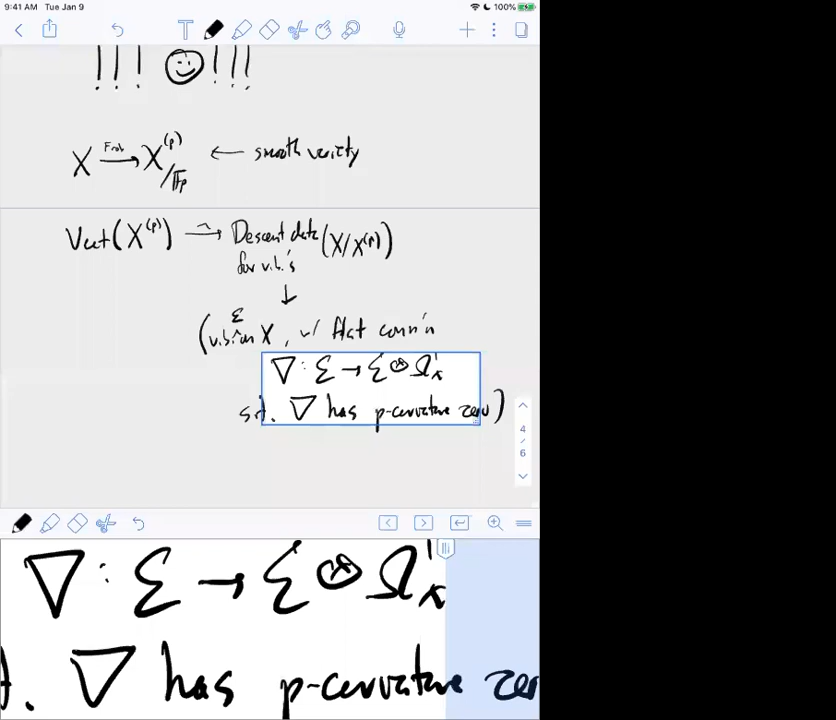 9:41 AM Tue Jan 9
100%
!!! !!!
X →^Frob X^(p) /𝔽p ← smooth variety
Vect(X^(p)) →^~ Descent data (X/X^(p))
for v.b.'s
↓
(v.b. ℰ on X, w/ flat conn'n
∇: ℰ → ℰ ⊗ Ω¹_X
s.t. ∇ has p-curvature zero)
4
/
6
∇: ℰ → ℰ ⊗ Ω¹_X
t. ∇ has p-curvature zer